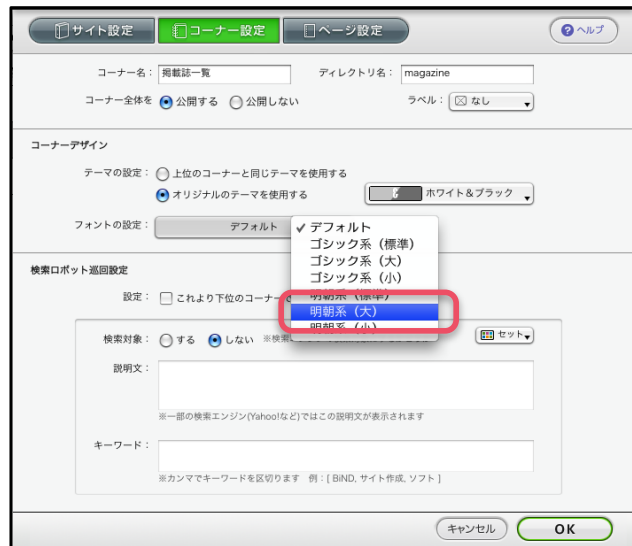 サイト設定 コーナー設定 ページ設定 ヘルプ
コーナー名： 掲載誌一覧 ディレクトリ名： magazine
コーナー全体を 公開する 公開しない ラベル： なし
コーナーデザイン
テーマの設定： 上位のコーナーと同じテーマを使用する
オリジナルのテーマを使用する ホワイト＆ブラック
フォントの設定： デフォルト ✓ デフォルト
ゴシック系（標準）
ゴシック系（大）
ゴシック系（小）
検索ロボット巡回設定
設定： これより下位のコーナー 明朝系（標準）
明朝系（大）
明朝系（小）
検索対象： する しない ※検索 セット
説明文：
※一部の検索エンジン(Yahoo!など)ではこの説明文が表示されます
キーワード：
※カンマでキーワードを区切ります 例：[ BiND, サイト作成, ソフト ]
キャンセル OK